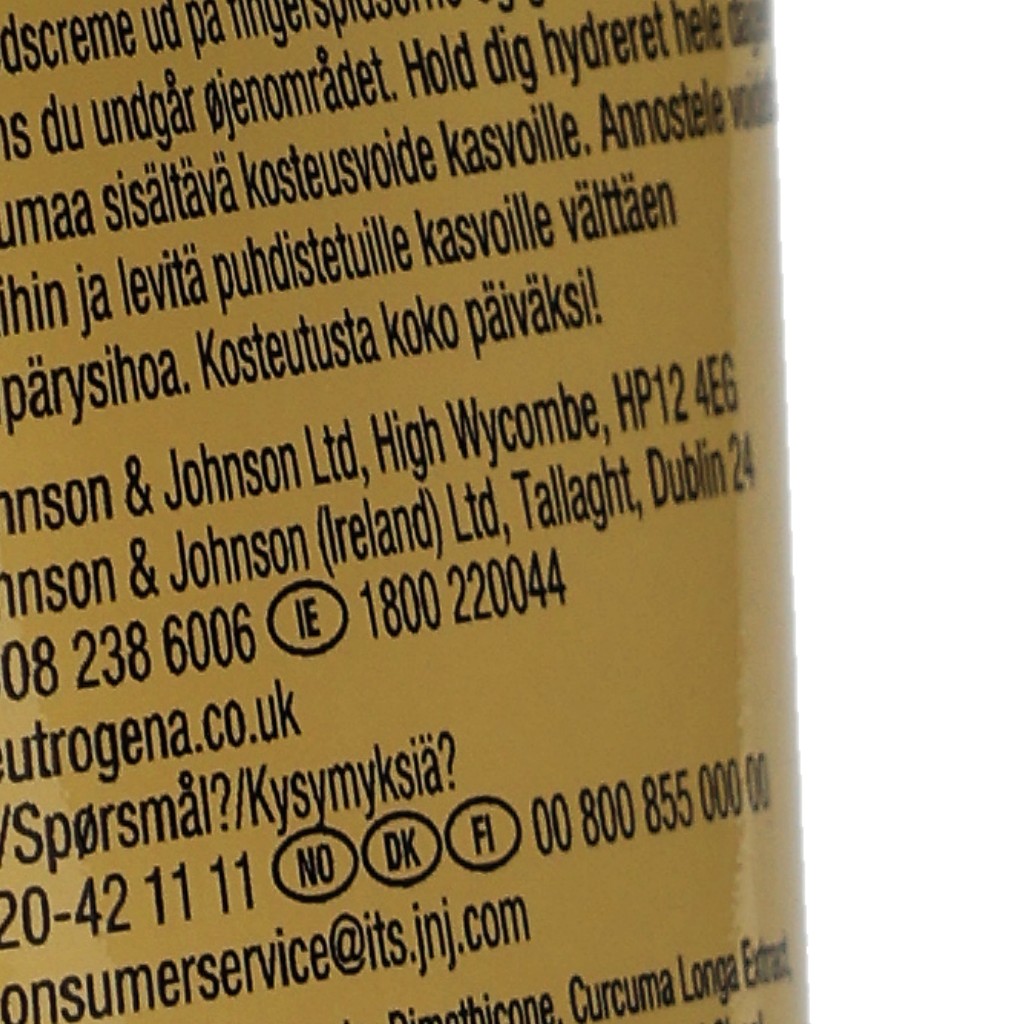 dscreme ud på
ns du undgår øjenområdet. Hold dig hydreret hele
umaa sisältävä kosteusvoide kasvoille. Annostele
ihin ja levitä puhdistetuille kasvoille välttäen
pärysihoa. Kosteutusta koko päiväksi!
hnson & Johnson Ltd, High Wycombe, HP12 4EG
hnson & Johnson (Ireland) Ltd, Tallaght, Dublin 24
08 238 6006 IE 1800 220044
eutrogena.co.uk
/Spørsmål?/Kysymyksiä?
20-42 11 11 NO DK FI 00 800 855 000 00
onsumerservice@its.jnj.com
Dimethicone, Curcuma Longa Extract,